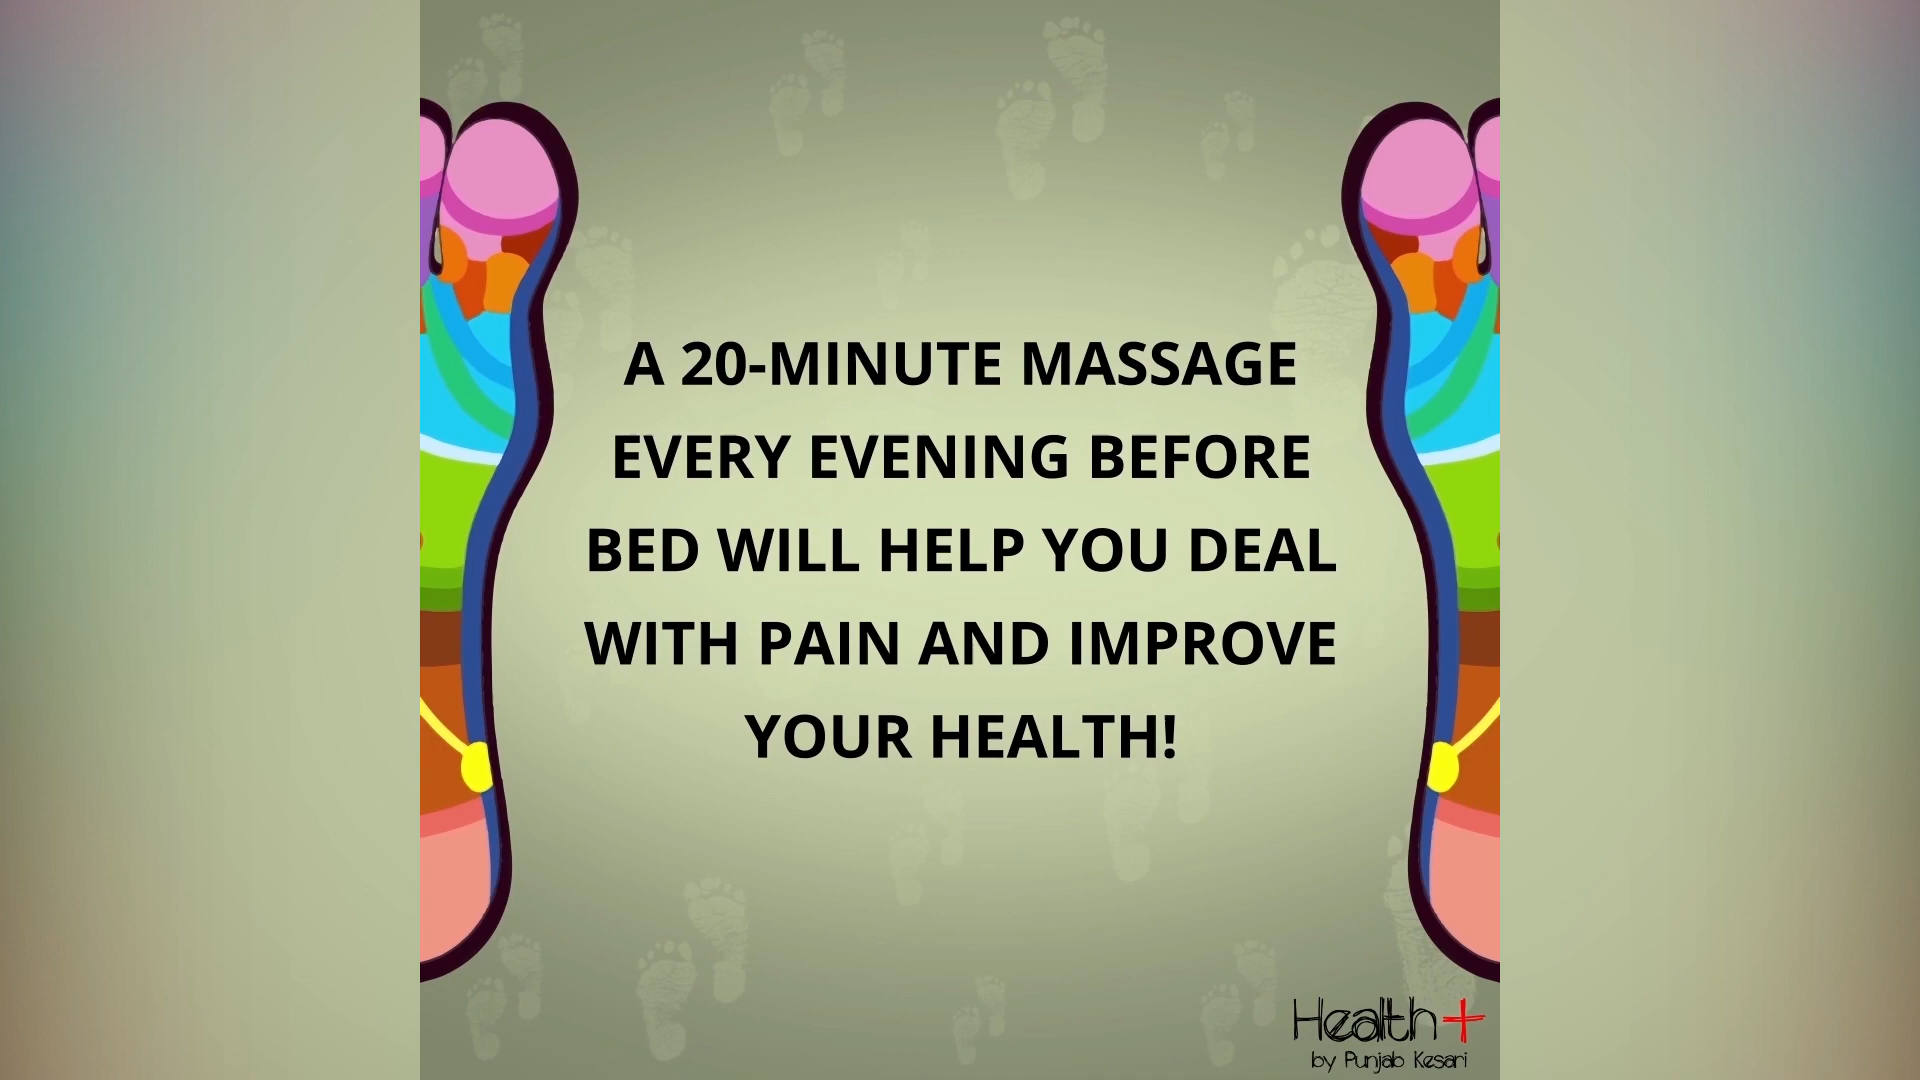 A 20-MINUTE MASSAGE
EVERY EVENING BEFORE
BED WILL HELP YOU DEAL
WITH PAIN AND IMPROVE
YOUR HEALTH!
Health+
by Punjab Kesari